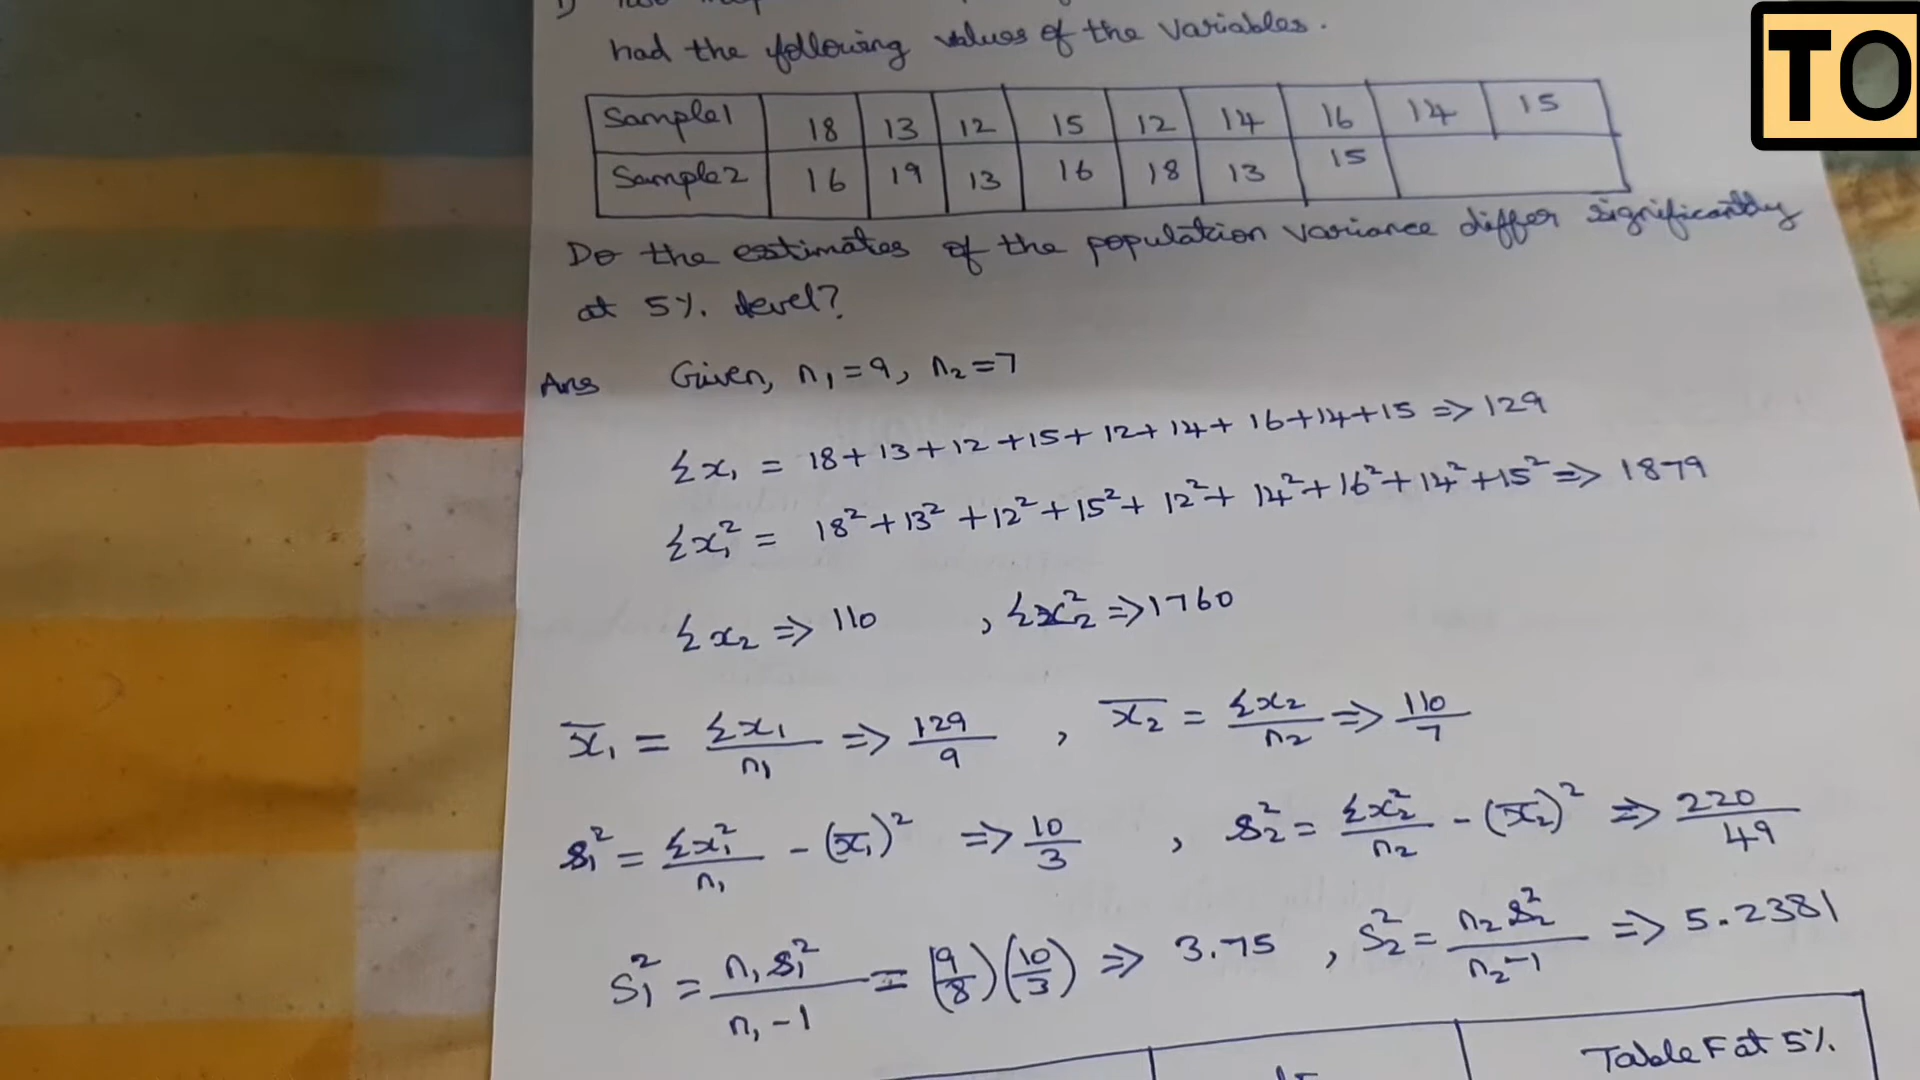 TO
had the following values of the variables.
Sample1 18 13 12 15 12 14 16 14 15
Sample2 16 19 13 16 18 13 15
Do the estimates of the population variance differ significantly
at 5%. level?
Ans Given, n₁ = 9, n₂ = 7
Σx₁ = 18+13+12+15+12+14+16+14+15 => 129
Σx₁² = 18²+13²+12²+15²+12²+14²+16²+14²+15² => 1879
Σx₂ => 110 , Σx₂² => 1760
x̄₁ = Σx₁/n₁ => 129/9 , x̄₂ = Σx₂/n₂ => 110/7
s₁² = Σx₁²/n₁ - (x̄₁)² => 10/3 , s₂² = Σx₂²/n₂ - (x̄₂)² => 220/49
S₁² = n₁s₁²/n₁-1 = (9/8)(10/3) => 3.75 , S₂² = n₂s₂²/n₂-1 => 5.2381
Table F at 5%.